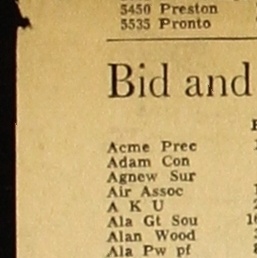 5450 Preston
5535 Pronto
Bid and
Acme Prec
Adam Con
Agnew Sur
Air Assoc
A K U
Ala Gt Sou
Alan Wood
Ala Pw pf